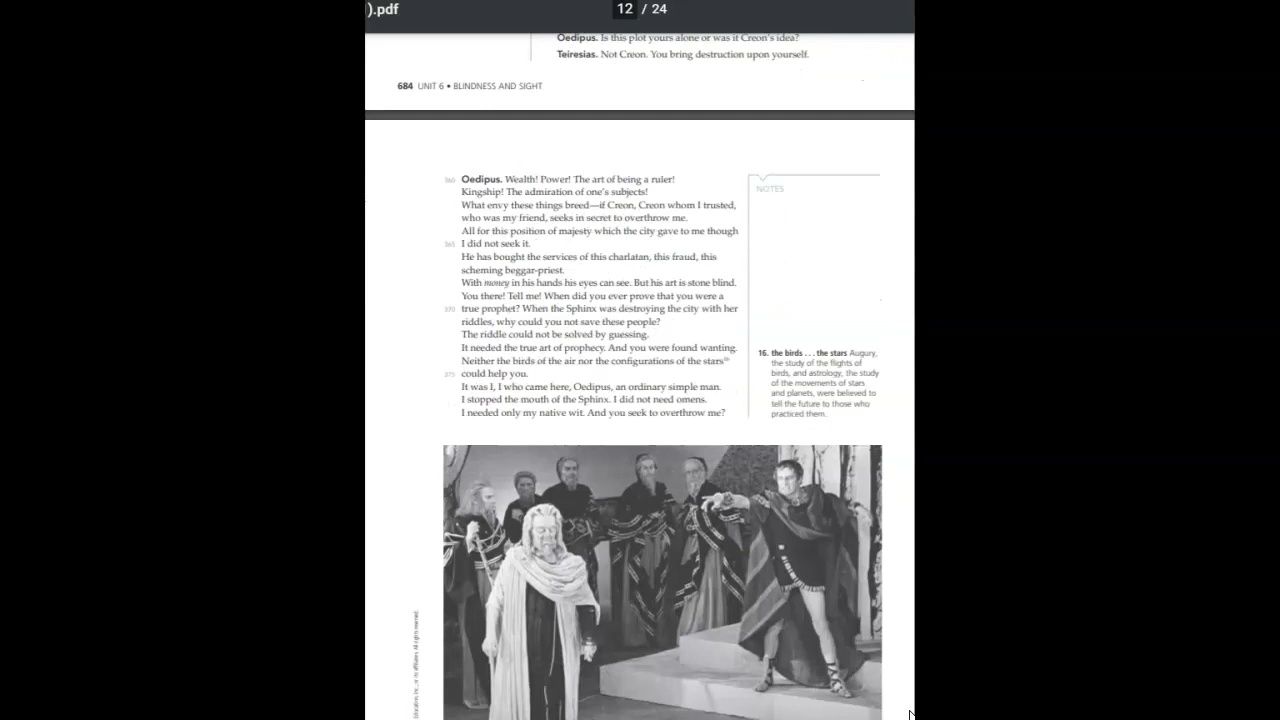 ).pdf
12 / 24
Oedipus. Is this plot yours alone or was it Creon's idea?
Teiresias. Not Creon. You bring destruction upon yourself.
684 UNIT 6 • BLINDNESS AND SIGHT
360 Oedipus. Wealth! Power! The art of being a ruler!
Kingship! The admiration of one's subjects!
What envy these things breed—if Creon, Creon whom I trusted,
who was my friend, seeks in secret to overthrow me.
All for this position of majesty which the city gave to me though
365 I did not seek it.
He has bought the services of this charlatan, this fraud, this
scheming beggar-priest.
With money in his hands his eyes can see. But his art is stone blind.
You there! Tell me! When did you ever prove that you were a
370 true prophet? When the Sphinx was destroying the city with her
riddles, why could you not save these people?
The riddle could not be solved by guessing.
It needed the true art of prophecy. And you were found wanting.
Neither the birds of the air nor the configurations of the stars16
375 could help you.
It was I, I who came here, Oedipus, an ordinary simple man.
I stopped the mouth of the Sphinx. I did not need omens.
I needed only my native wit. And you seek to overthrow me?
NOTES
16. the birds . . . the stars Augury,
the study of the flights of
birds, and astrology, the study
of the movements of stars
and planets, were believed to
tell the future to those who
practiced them.
Education, Inc., or its affiliates. All rights reserved.